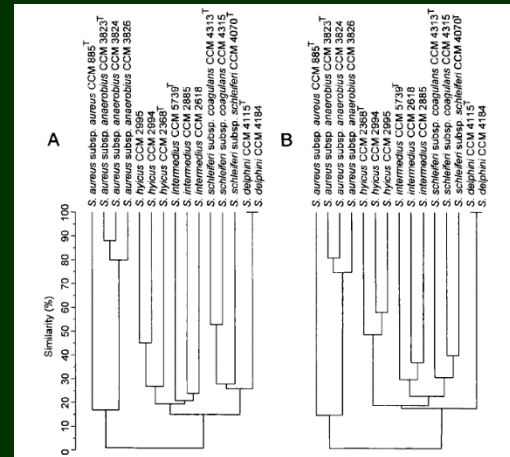 A
S. aureus subsp. aureus CCM 885T
S. aureus subsp. anaerobius CCM 3823T
S. aureus subsp. anaerobius CCM 3824
S. aureus subsp. anaerobius CCM 3826
S. hyicus CCM 2995
S. hyicus CCM 2994
S. hyicus CCM 2368T
S. intermedius CCM 5739T
S. intermedius CCM 2885
S. intermedius CCM 2618
S. schleiferi subsp. coagulans CCM 4313T
S. schleiferi subsp. coagulans CCM 4315
S. schleiferi subsp. schleiferi CCM 4070T
S. delphini CCM 4115T
S. delphini CCM 4184
Similarity (%)
100
90
80
70
60
50
40
30
20
10
0
B
S. aureus subsp. aureus CCM 885T
S. aureus subsp. anaerobius CCM 3823T
S. aureus subsp. anaerobius CCM 3824
S. aureus subsp. anaerobius CCM 3826
S. hyicus CCM 2368T
S. hyicus CCM 2994
S. hyicus CCM 2995
S. intermedius CCM 5739T
S. intermedius CCM 2618
S. intermedius CCM 2885
S. schleiferi subsp. coagulans CCM 4313T
S. schleiferi subsp. coagulans CCM 4315
S. schleiferi subsp. schleiferi CCM 4070T
S. delphini CCM 4115T
S. delphini CCM 4184